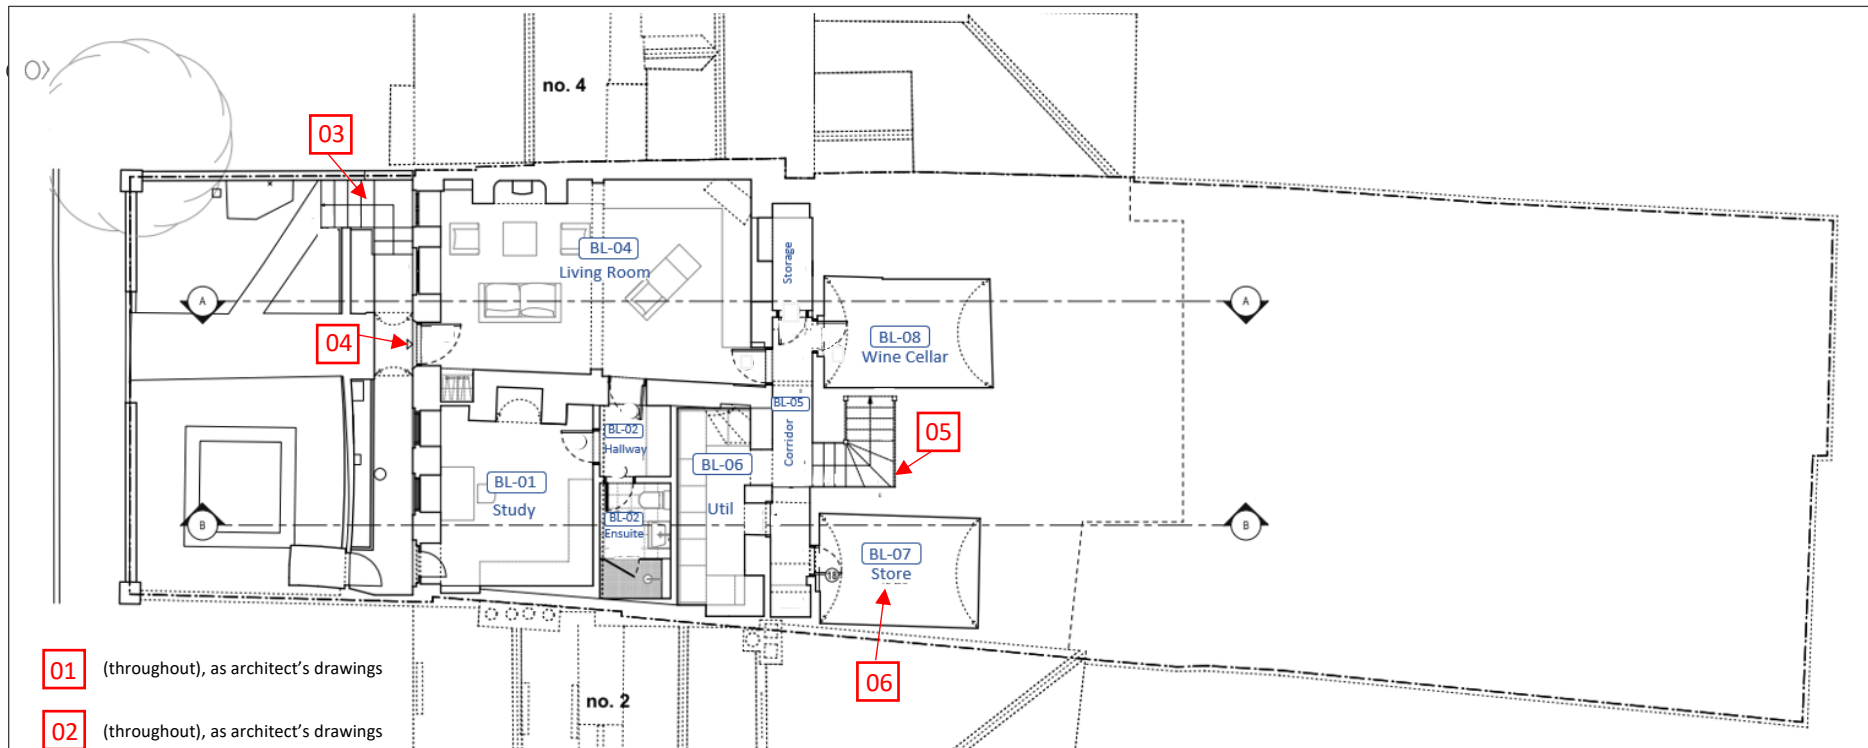 no. 4
03
BL-04
Living Room
Storage
A
A
04
BL-08
Wine Cellar
BL-05
Corridor
05
BL-02
Hallway
BL-06
Util
BL-01
Study
BL-02
Ensuite
B
B
BL-07
Store
18
01 (throughout), as architect's drawings
06
no. 2
02 (throughout), as architect's drawings